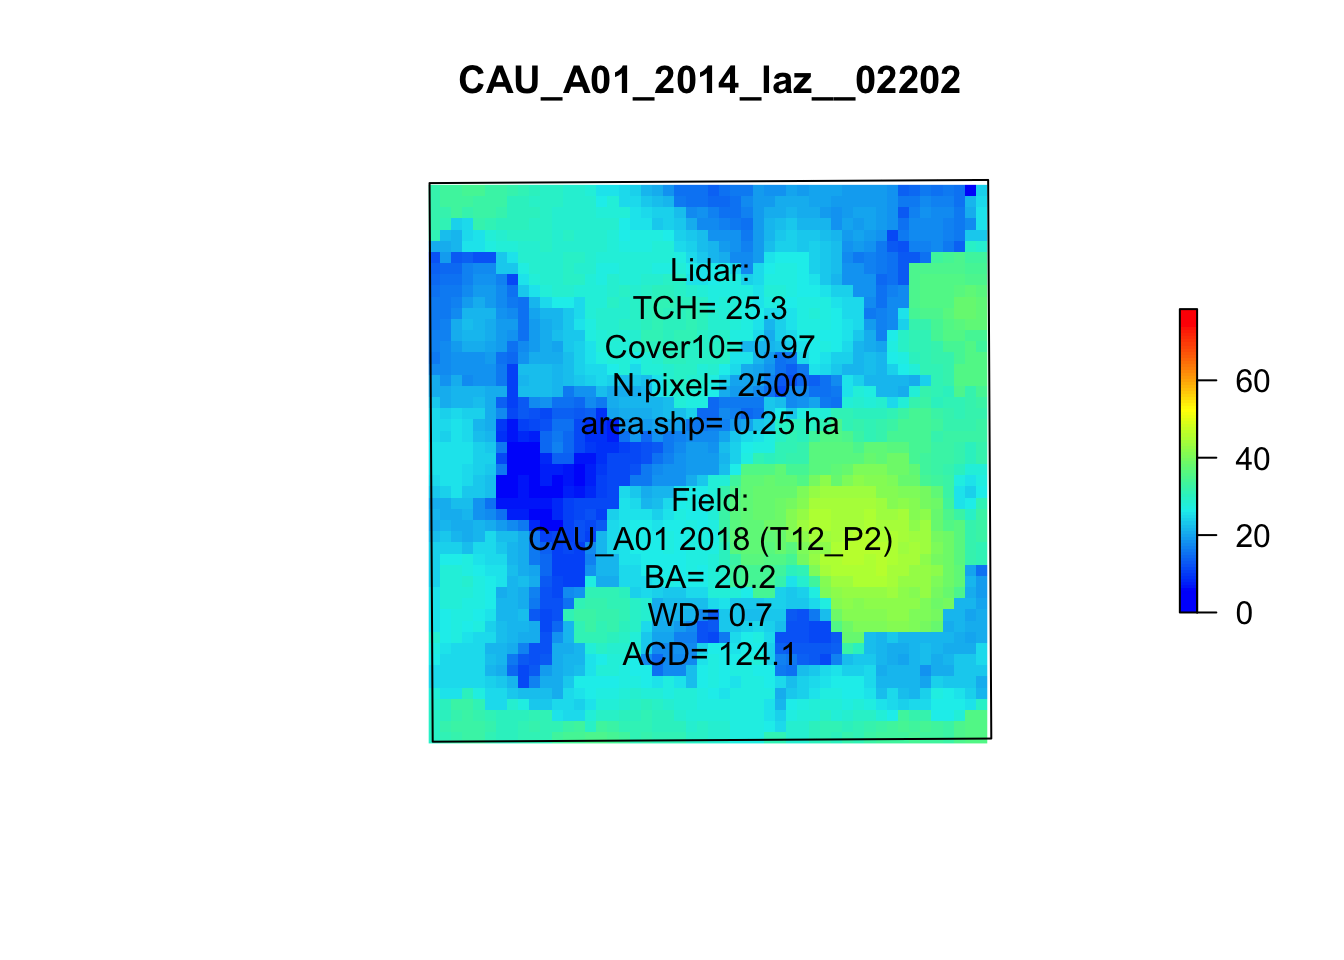 CAU_A01_2014_laz__02202
Lidar:
TCH= 25.3
Cover10= 0.97
N.pixel= 2500
area.shp= 0.25 ha
Field:
CAU_A01 2018 (T12_P2)
BA= 20.2
WD= 0.7
ACD= 124.1
60
40
20
0